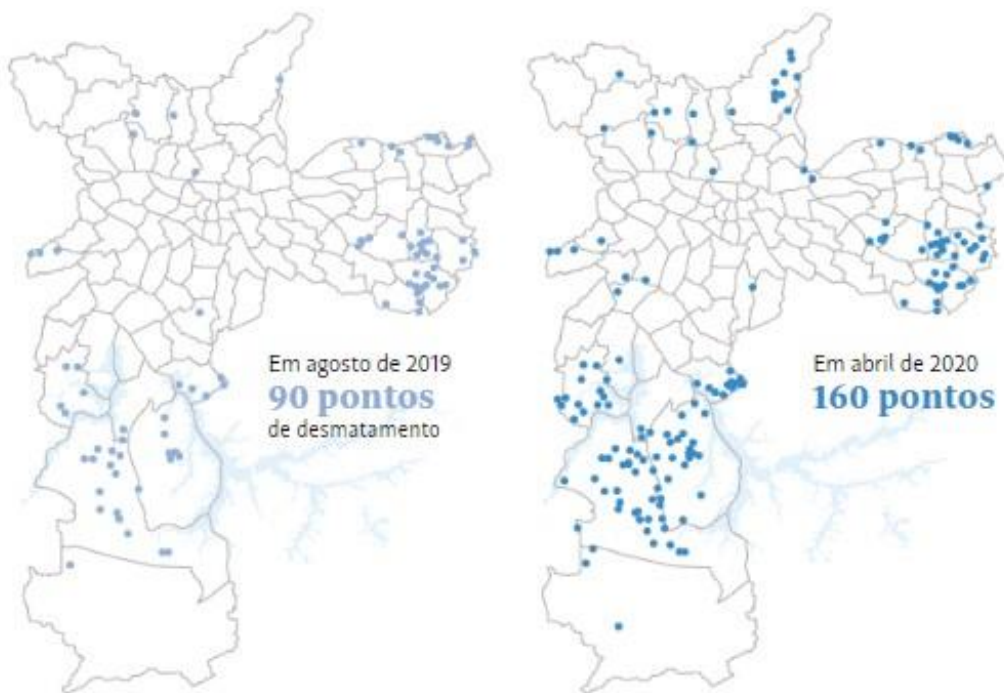 Em agosto de 2019
90 pontos
de desmatamento
Em abril de 2020
160 pontos